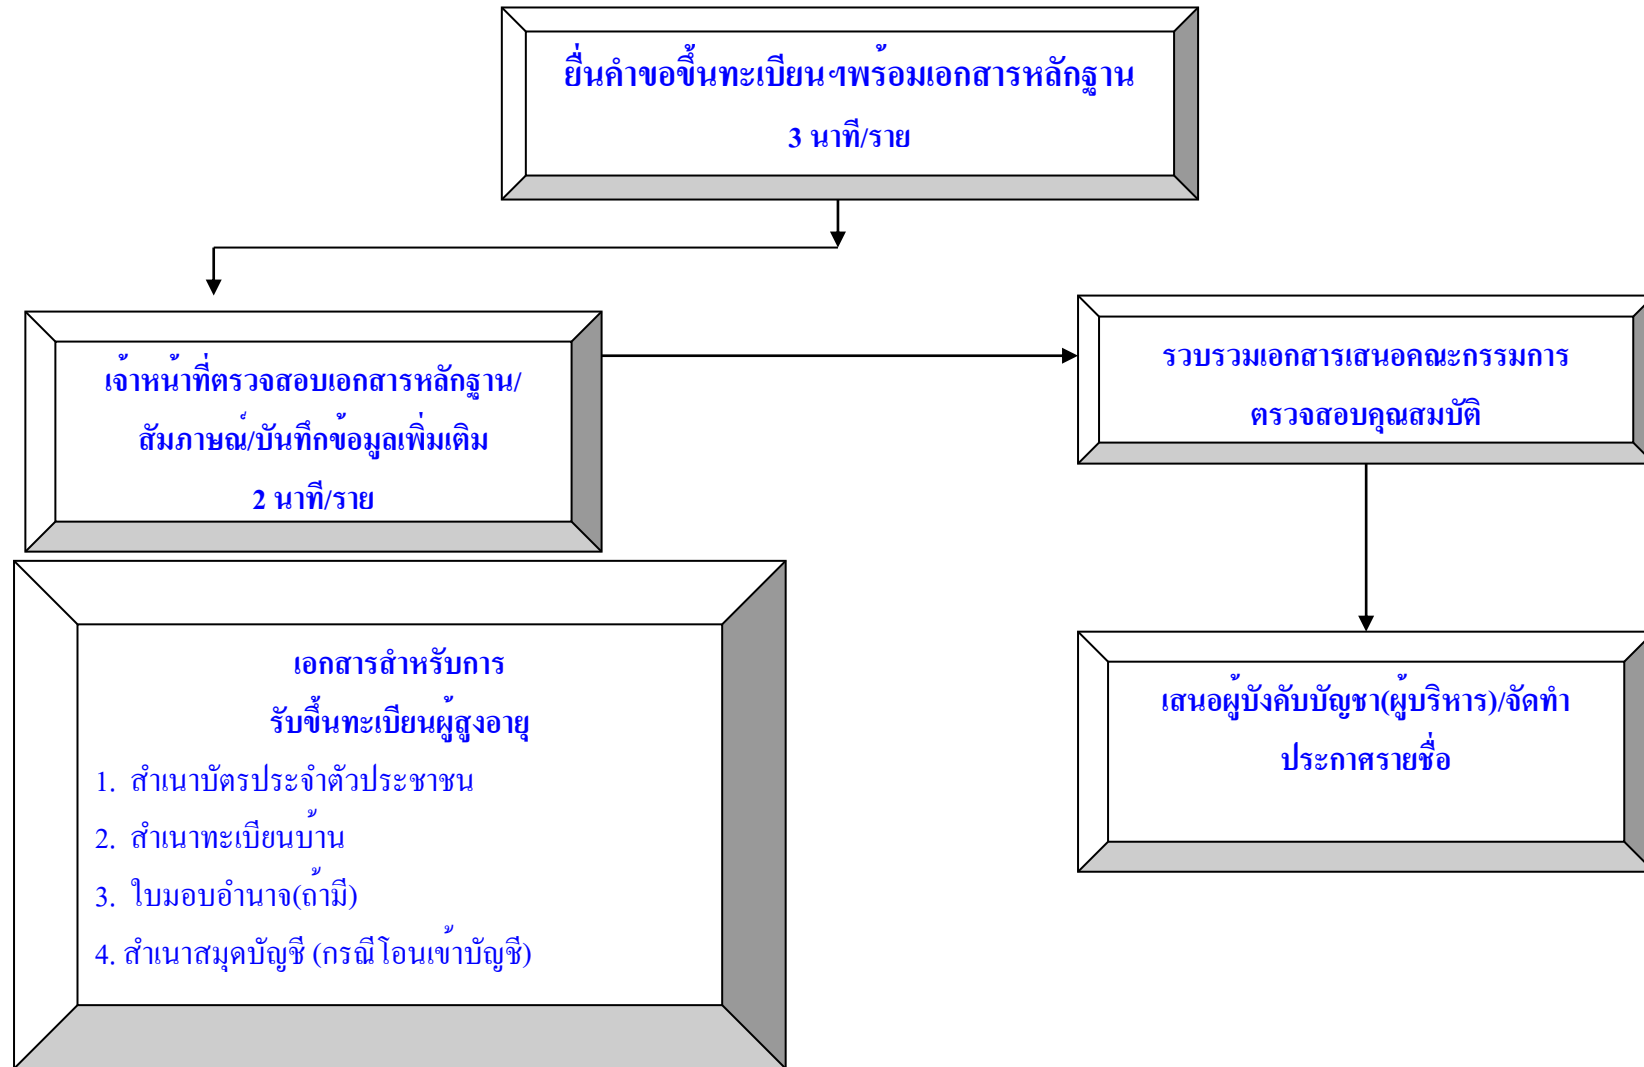 ยื่นคำขอขึ้นทะเบียนฯพร้อมเอกสารหลักฐาน
3 นาที/ราย
เจ้าหน้าที่ตรวจสอบเอกสารหลักฐาน/
สัมภาษณ์/บันทึกข้อมูลเพิ่มเติม
2 นาที/ราย
รวบรวมเอกสารเสนอคณะกรรมการ
ตรวจสอบคุณสมบัติ
เสนอผู้บังคับบัญชา(ผู้บริหาร)/จัดทำ
ประกาศรายชื่อ
เอกสารสำหรับการ
รับขึ้นทะเบียนผู้สูงอายุ
1. สำเนาบัตรประจำตัวประชาชน
2. สำเนาทะเบียนบ้าน
3. ใบมอบอำนาจ(ถ้ามี)
4. สำเนาสมุดบัญชี (กรณีโอนเข้าบัญชี)